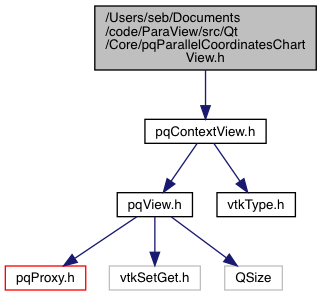 /Users/seb/Documents
/code/ParaView/src/Qt
/Core/pqParallelCoordinatesChart
View.h
pqContextView.h
pqView.h
vtkType.h
pqProxy.h
vtkSetGet.h
QSize